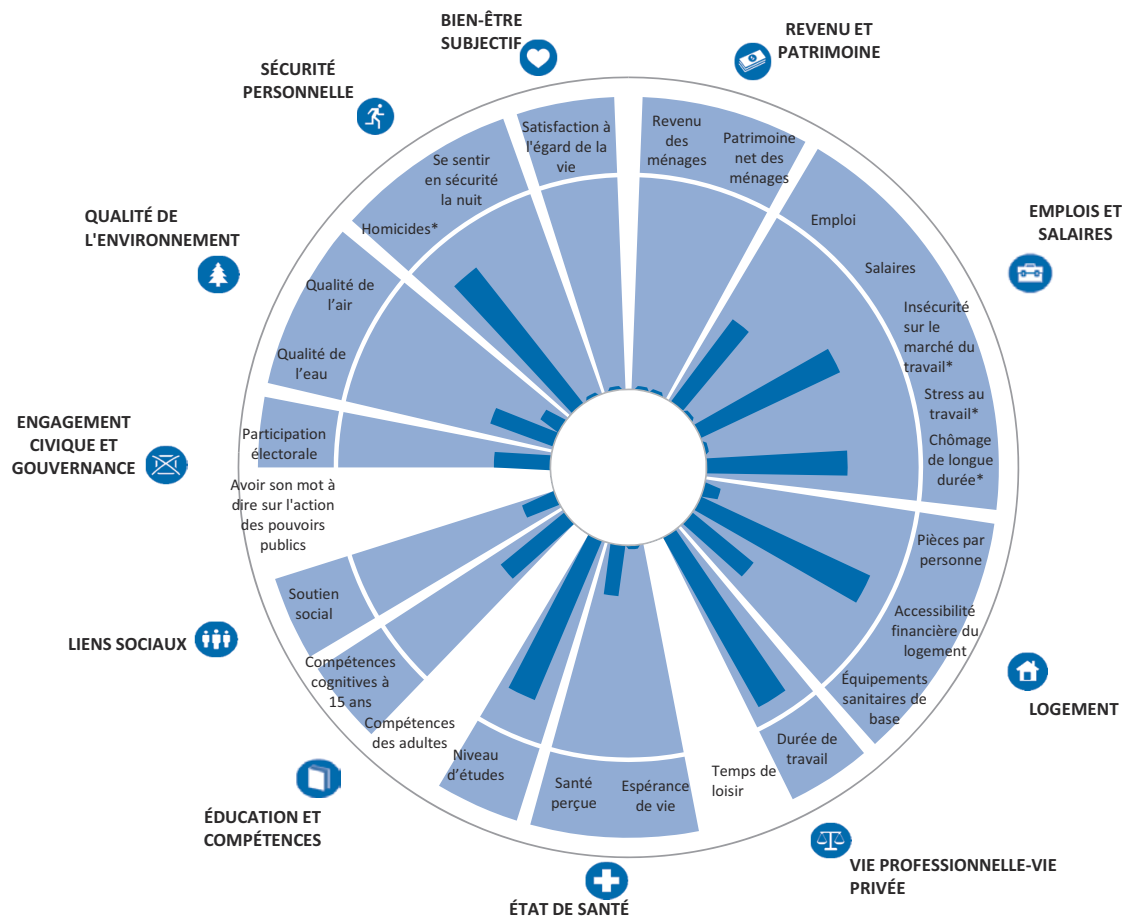 BIEN-ÊTRE
SUBJECTIF
REVENU ET
PATRIMOINE
SÉCURITÉ
PERSONNELLE
EMPLOIS ET
SALAIRES
QUALITÉ DE
L'ENVIRONNEMENT
ENGAGEMENT
CIVIQUE ET
GOUVERNANCE
LIENS SOCIAUX
LOGEMENT
ÉDUCATION ET
COMPÉTENCES
VIE PROFESSIONNELLE-VIE
PRIVÉE
ÉTAT DE SANTÉ
Satisfaction à
l'égard de la
vie
Revenu
des
ménages
Patrimoine
net des
ménages
Emploi
Salaires
Insécurité
sur le
marché du
travail*
Stress au
travail*
Chômage
de longue
durée*
Pièces par
personne
Accessibilité
financière du
logement
Équipements
sanitaires de
base
Durée de
travail
Temps de
loisir
Espérance
de vie
Santé
perçue
Niveau
d’études
Compétences
des adultes
Compétences
cognitives à
15 ans
Soutien
social
Avoir son mot à
dire sur l'action
des pouvoirs
publics
Participation
électorale
Qualité de
l’eau
Qualité de
l’air
Homicides*
Se sentir
en sécurité
la nuit